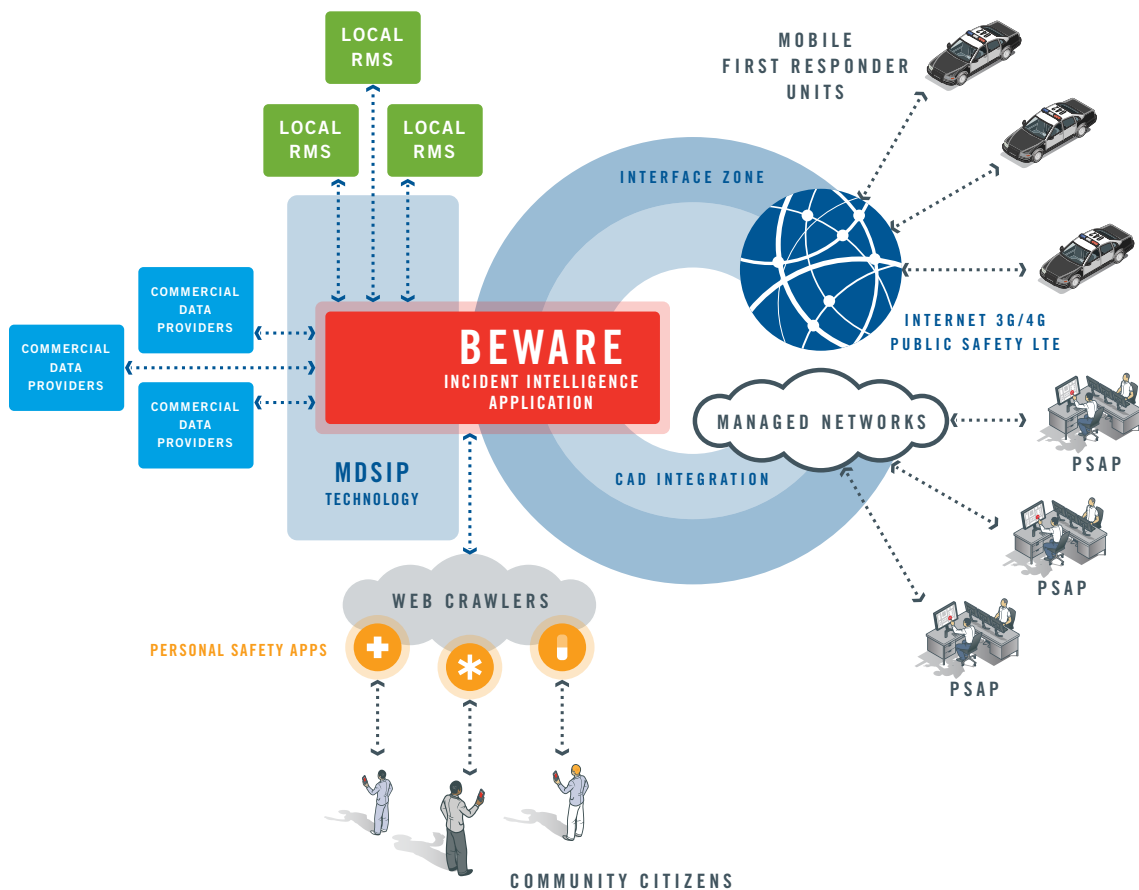 LOCAL
RMS
LOCAL
RMS
LOCAL
RMS
MOBILE
FIRST RESPONDER
UNITS
INTERFACE ZONE
COMMERCIAL
DATA
PROVIDERS
COMMERCIAL
DATA
PROVIDERS
COMMERCIAL
DATA
PROVIDERS
BEWARE
INCIDENT INTELLIGENCE
APPLICATION
INTERNET 3G/4G
PUBLIC SAFETY LTE
MANAGED NETWORKS
PSAP
MDSIP
TECHNOLOGY
CAD INTEGRATION
PSAP
PSAP
WEB CRAWLERS
PERSONAL SAFETY APPS
COMMUNITY CITIZENS